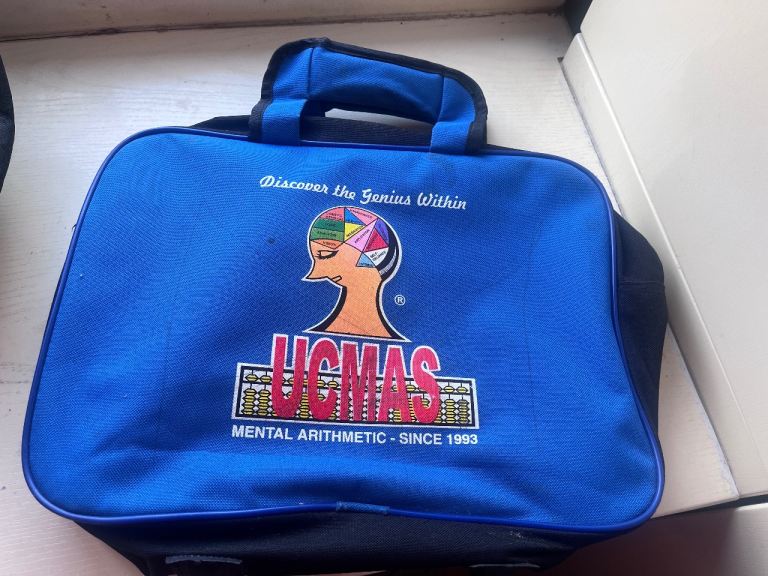 Discover the Genius Within
®
UCMAS
MENTAL ARITHMETIC - SINCE 1993